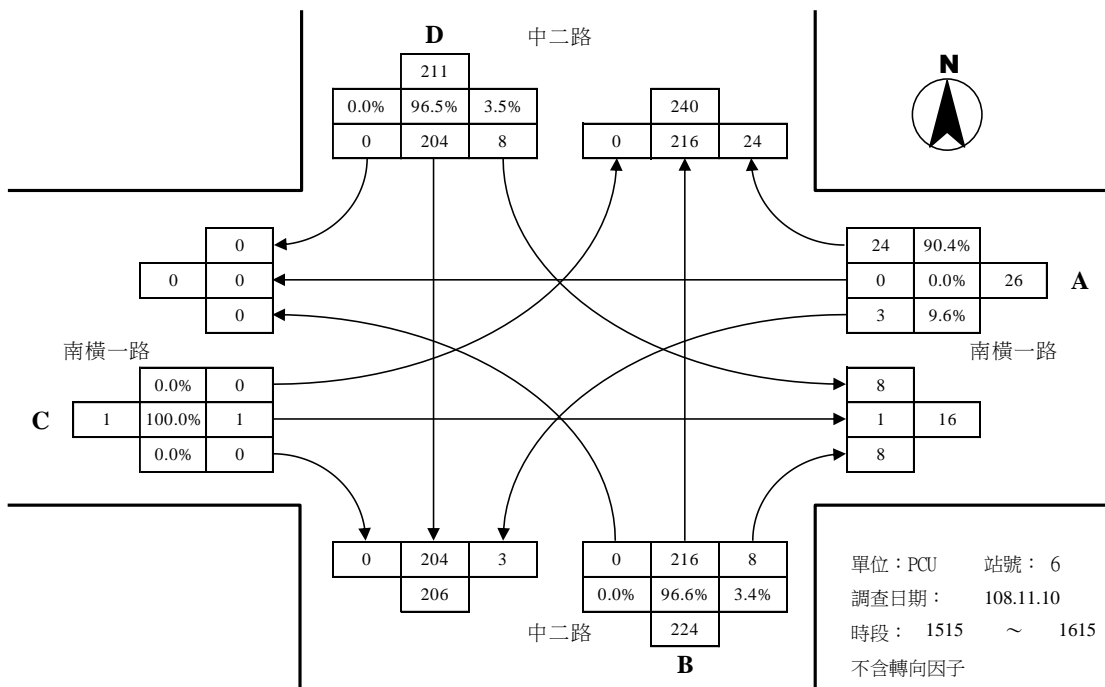 D 中二路
211
0.0% 96.5% 3.5%
0 204 8
240
0 216 24
N
0
0 0
0
南橫一路
24 90.4%
0 0.0% 26
3 9.6%
A
南橫一路
0.0% 0
C 1 100.0% 1
0.0% 0
8
1 16
8
0 204 3
206
0 216 8
0.0% 96.6% 3.4%
224
中二路
B
單位：PCU 站號： 6
調查日期： 108.11.10
時段： 1515 ～ 1615
不含轉向因子